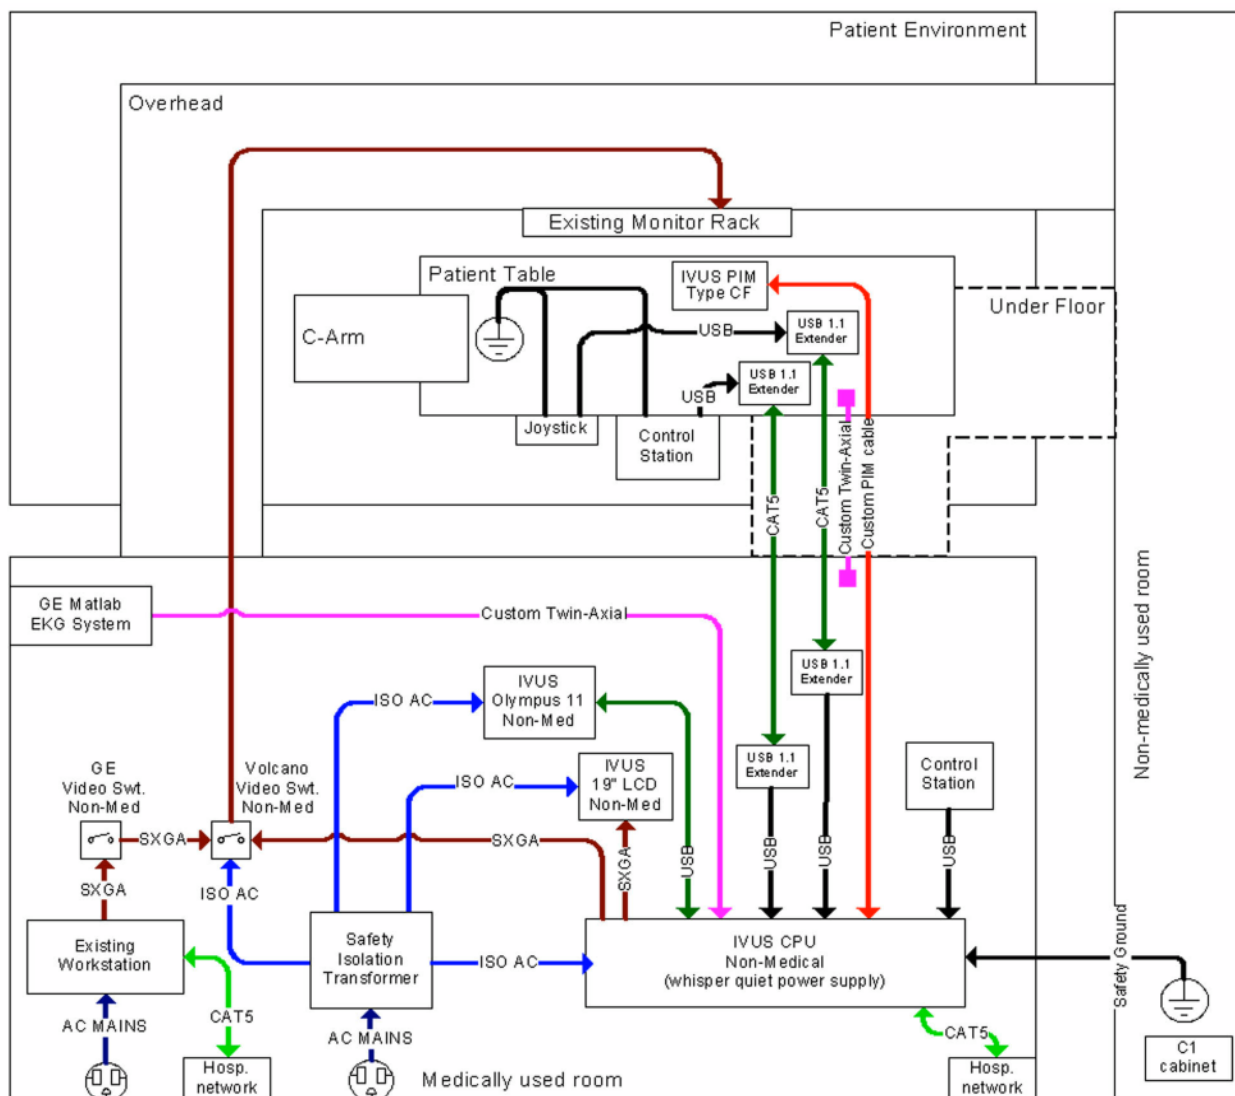 Patient Environment
Overhead
Existing Monitor Rack
Patient Table
IVUS PIM
Type CF
Under Floor
C-Arm
USB
USB 1.1
Extender
USB 1.1
Extender
USB
Joystick
Control
Station
CAT5
CAT5
Custom Twin-Axial
Custom PIM cable
Non-medically used room
GE Matlab
EKG System
Custom Twin-Axial
USB 1.1
Extender
ISO AC
IVUS
Olympus 11
Non-Med
USB 1.1
Extender
Control
Station
GE
Video Swt.
Non-Med
Volcano
Video Swt.
Non-Med
ISO AC
IVUS
19" LCD
Non-Med
SXGA
SXGA
SXGA
USB
USB
USB
USB
SXGA
ISO AC
Existing
Workstation
Safety
Isolation
Transformer
ISO AC
IVUS CPU
Non-Medical
(whisper quiet power supply)
Safety Ground
AC MAINS
CAT5
AC MAINS
CAT5
C1
cabinet
Hosp.
network
Medically used room
Hosp.
network